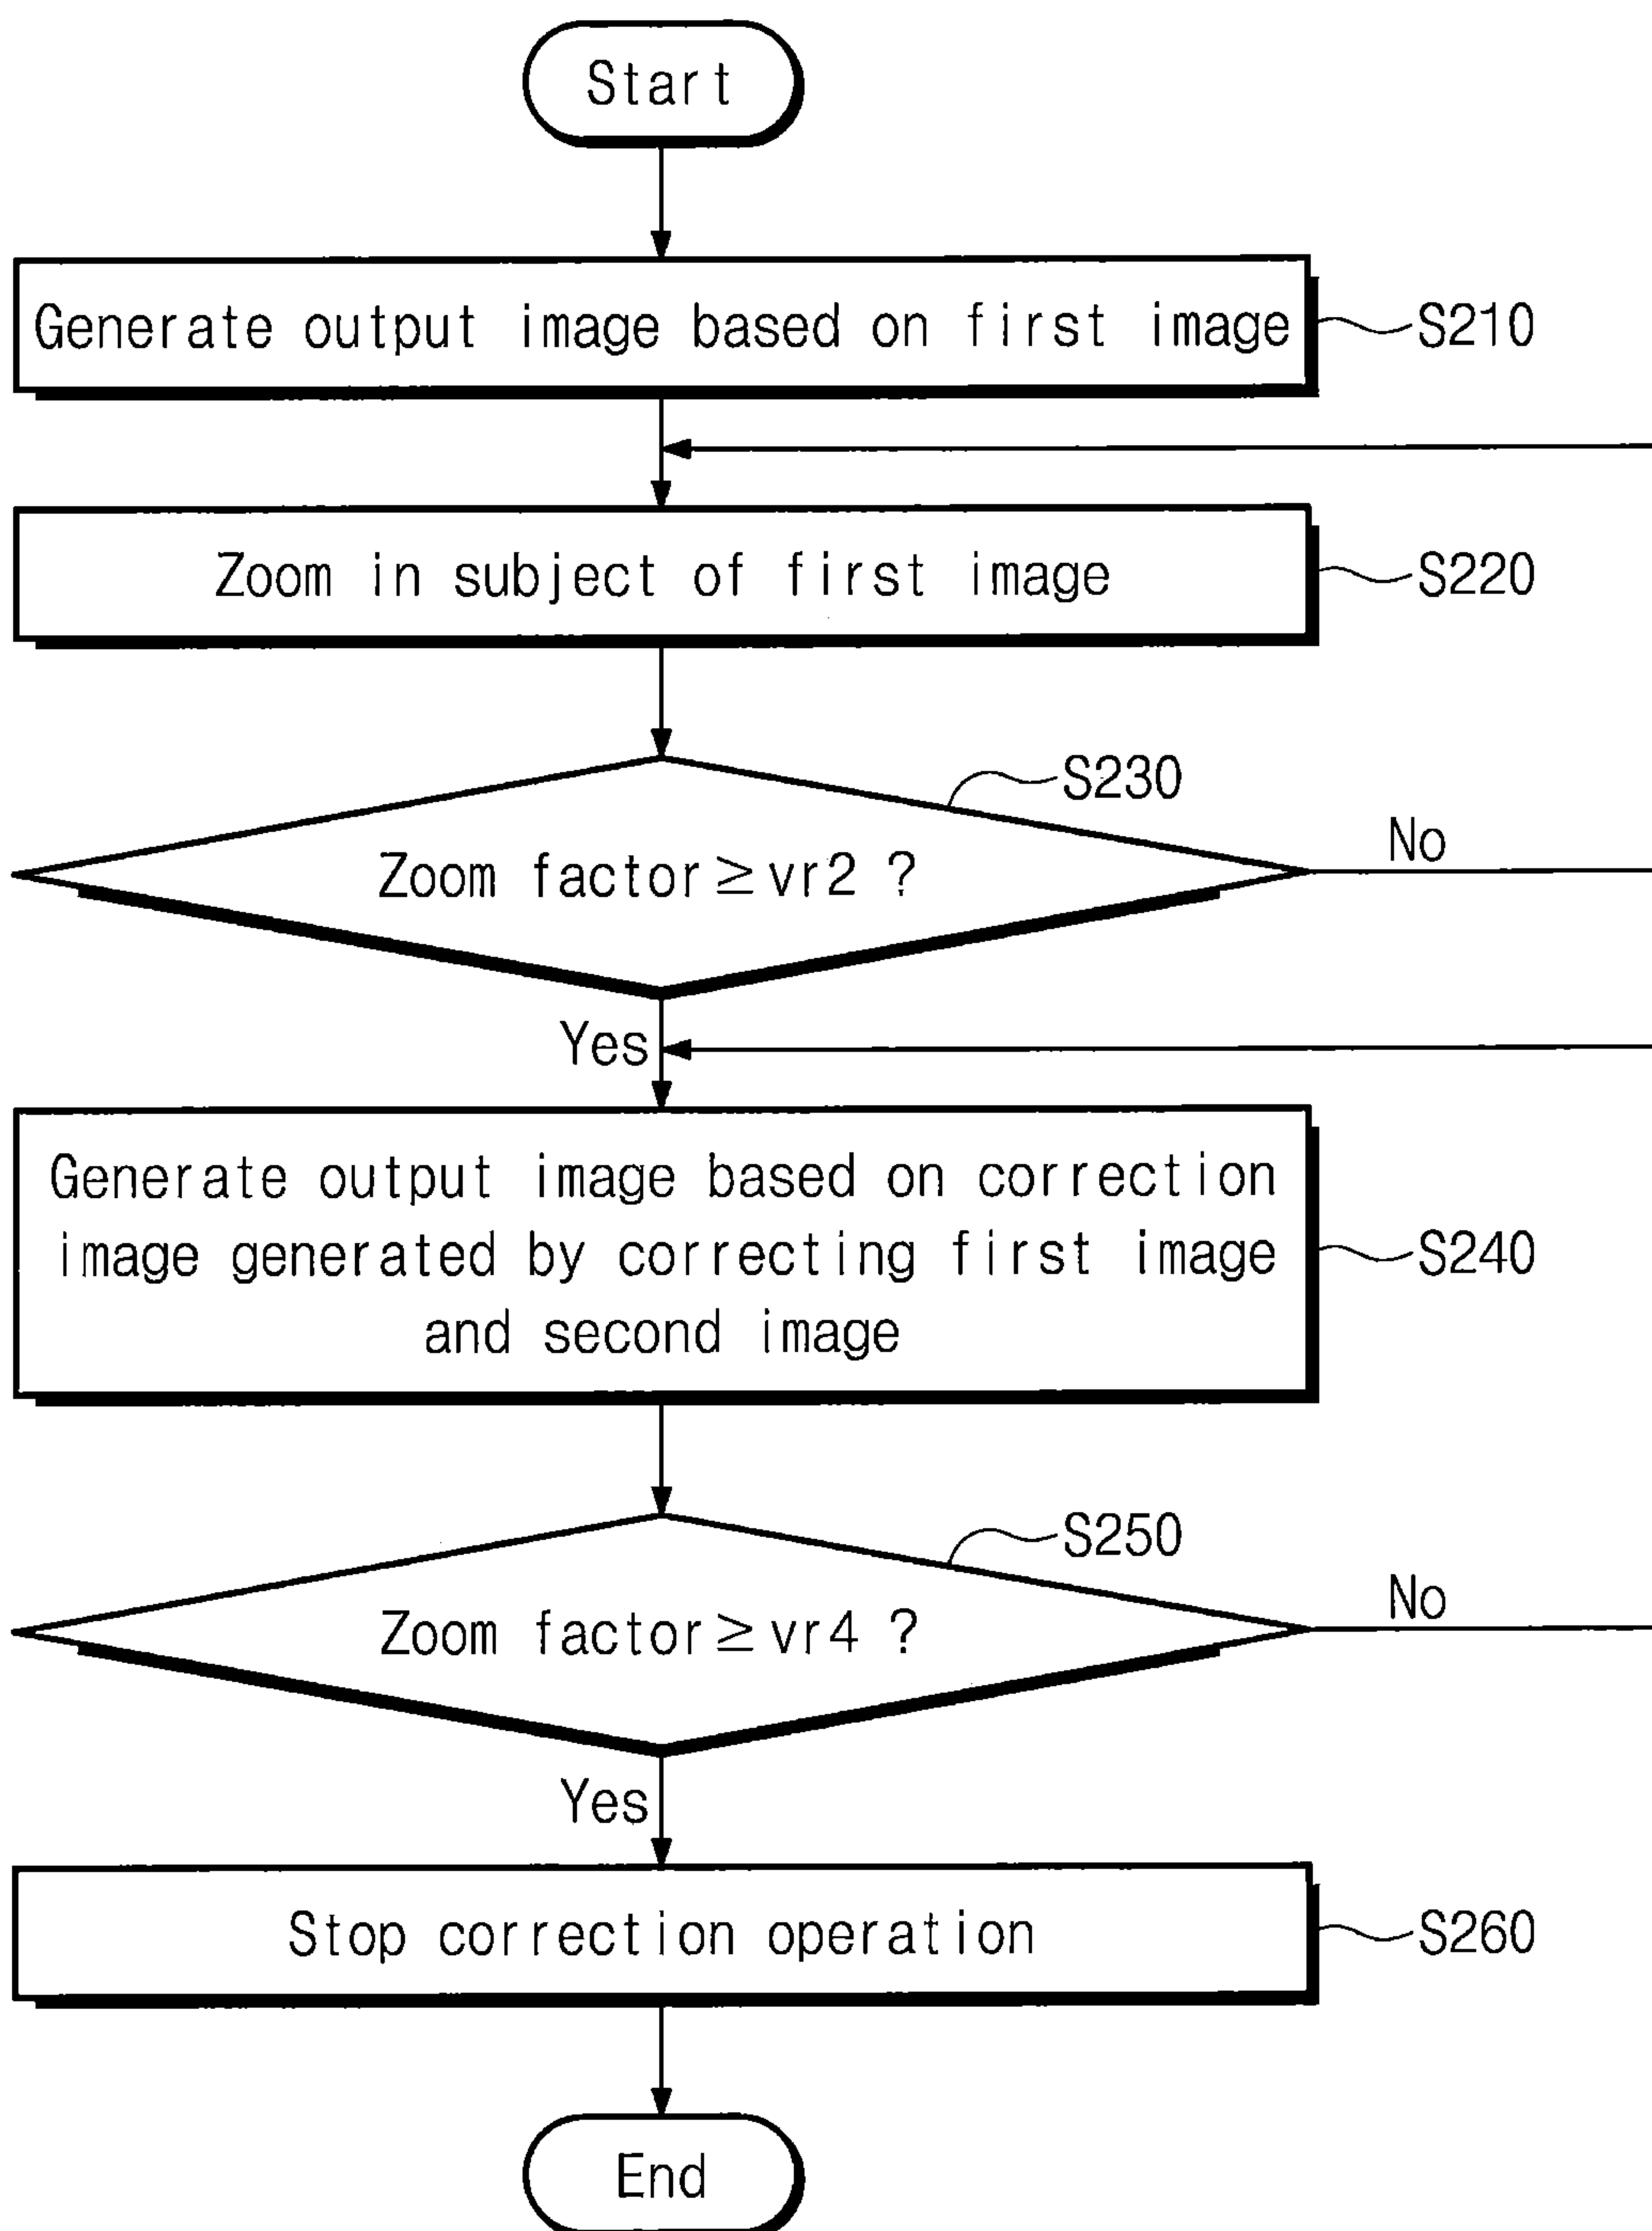 Start
Generate output image based on first image
S210
Zoom in subject of first image
S220
S230
Zoom factor≥vr2 ?
No
Yes
Generate output image based on correction
image generated by correcting first image
and second image
S240
S250
Zoom factor≥vr4 ?
No
Yes
Stop correction operation
S260
End